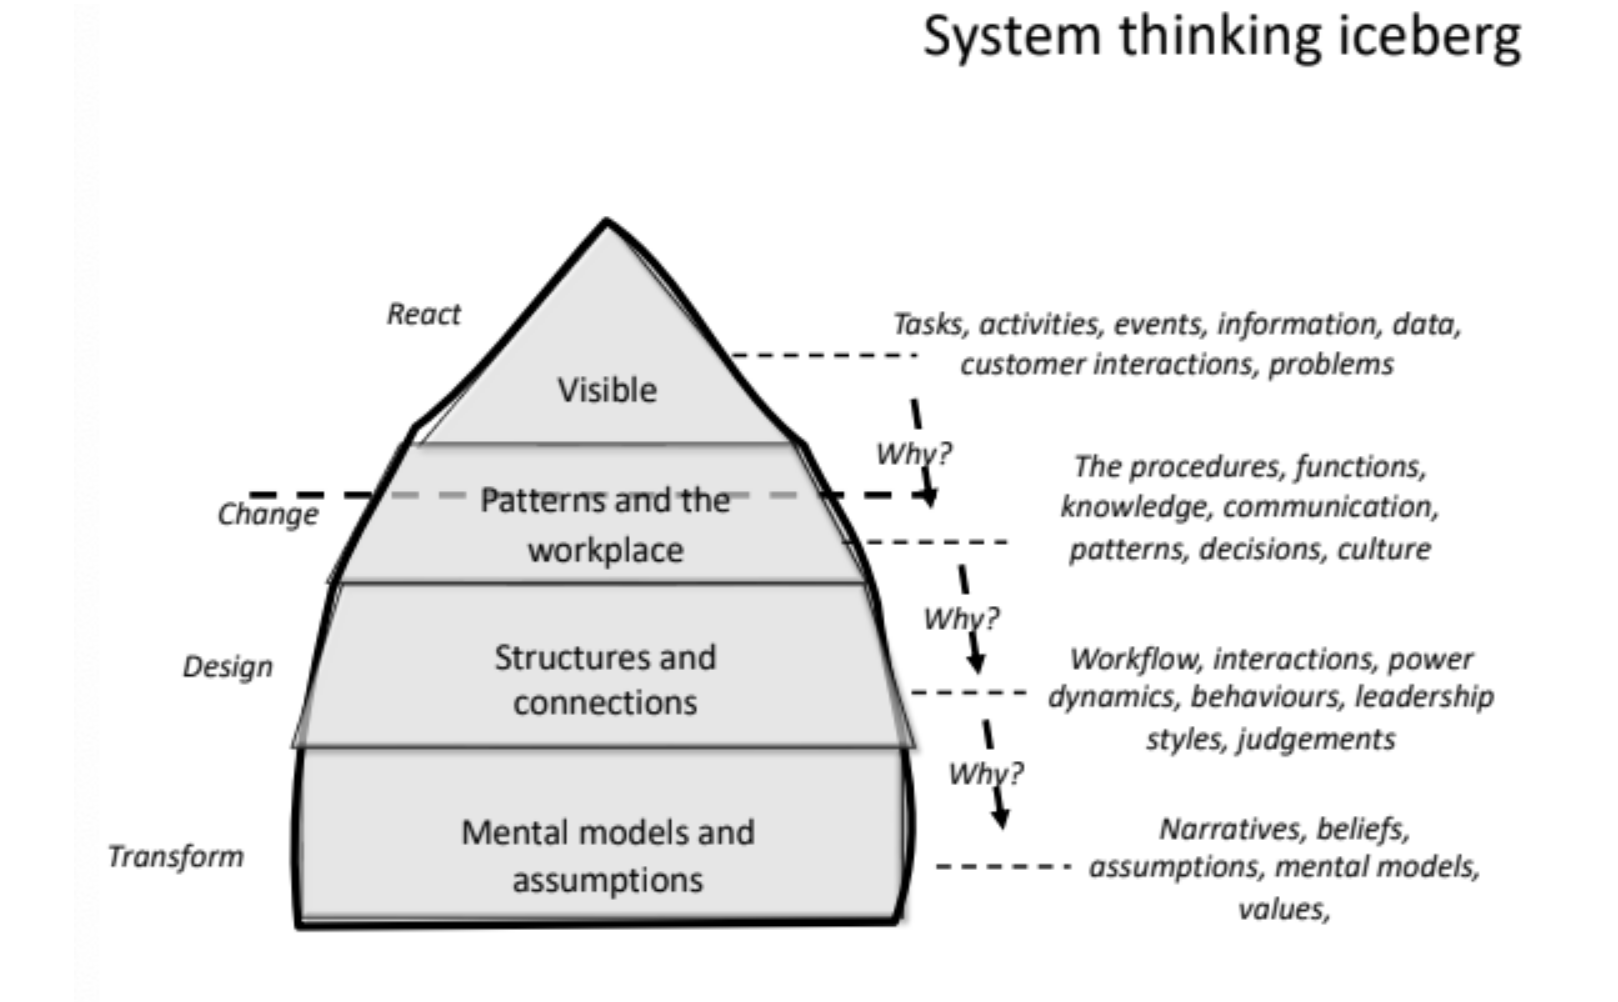 System thinking iceberg
React
Visible
Tasks, activities, events, information, data,
customer interactions, problems
Why?
Change
Patterns and the
workplace
The procedures, functions,
knowledge, communication,
patterns, decisions, culture
Why?
Design
Structures and
connections
Workflow, interactions, power
dynamics, behaviours, leadership
styles, judgements
Why?
Transform
Mental models and
assumptions
Narratives, beliefs,
assumptions, mental models,
values,